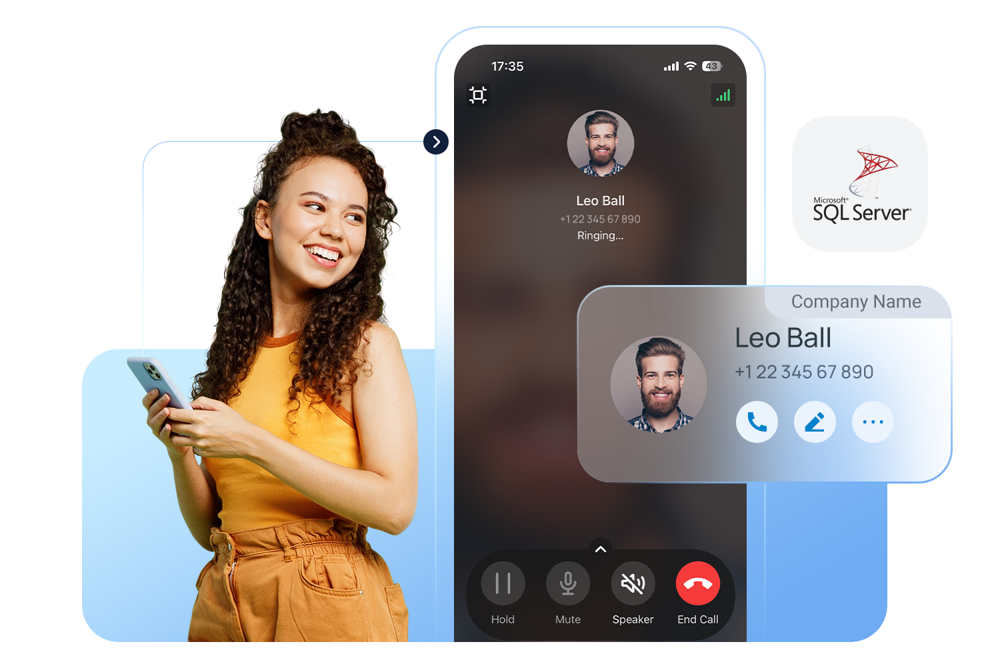 17:35
43
Leo Ball
+1 22 345 67 890
Ringing...
Microsoft®
SQL Server®
™
Company Name
Leo Ball
+1 22 345 67 890
Hold
Mute
Speaker
End Call